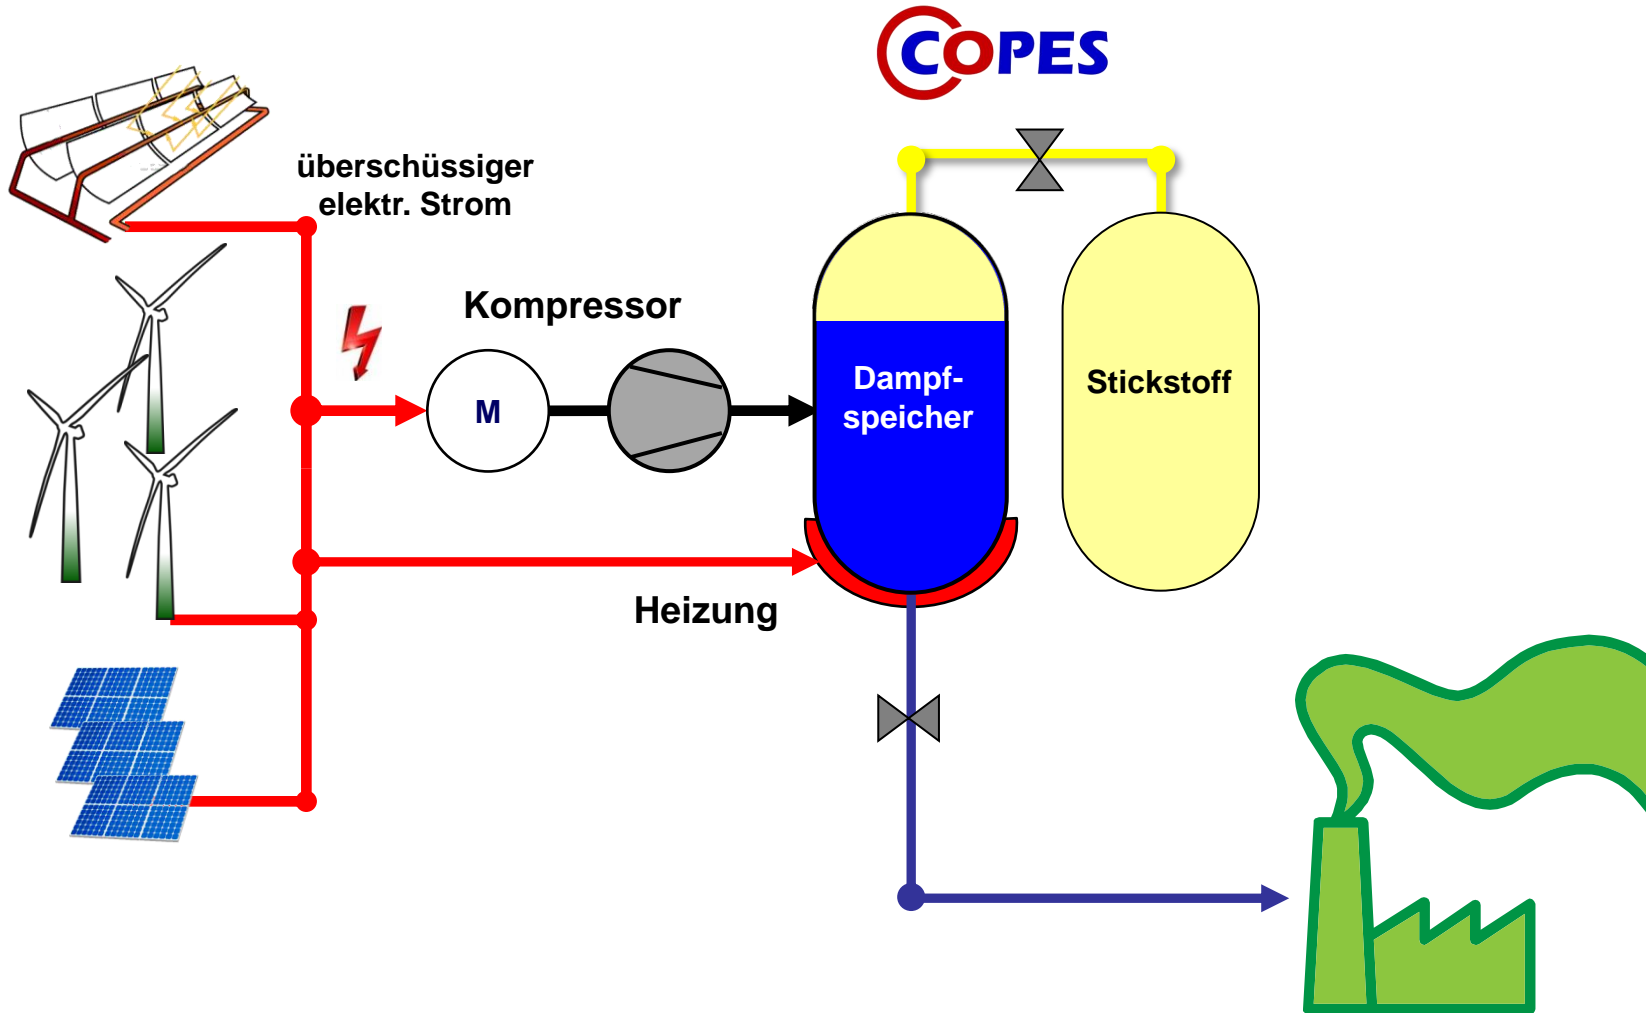 COPES
überschüssiger
elektr. Strom
Kompressor
M
Dampf-
speicher
Stickstoff
Heizung